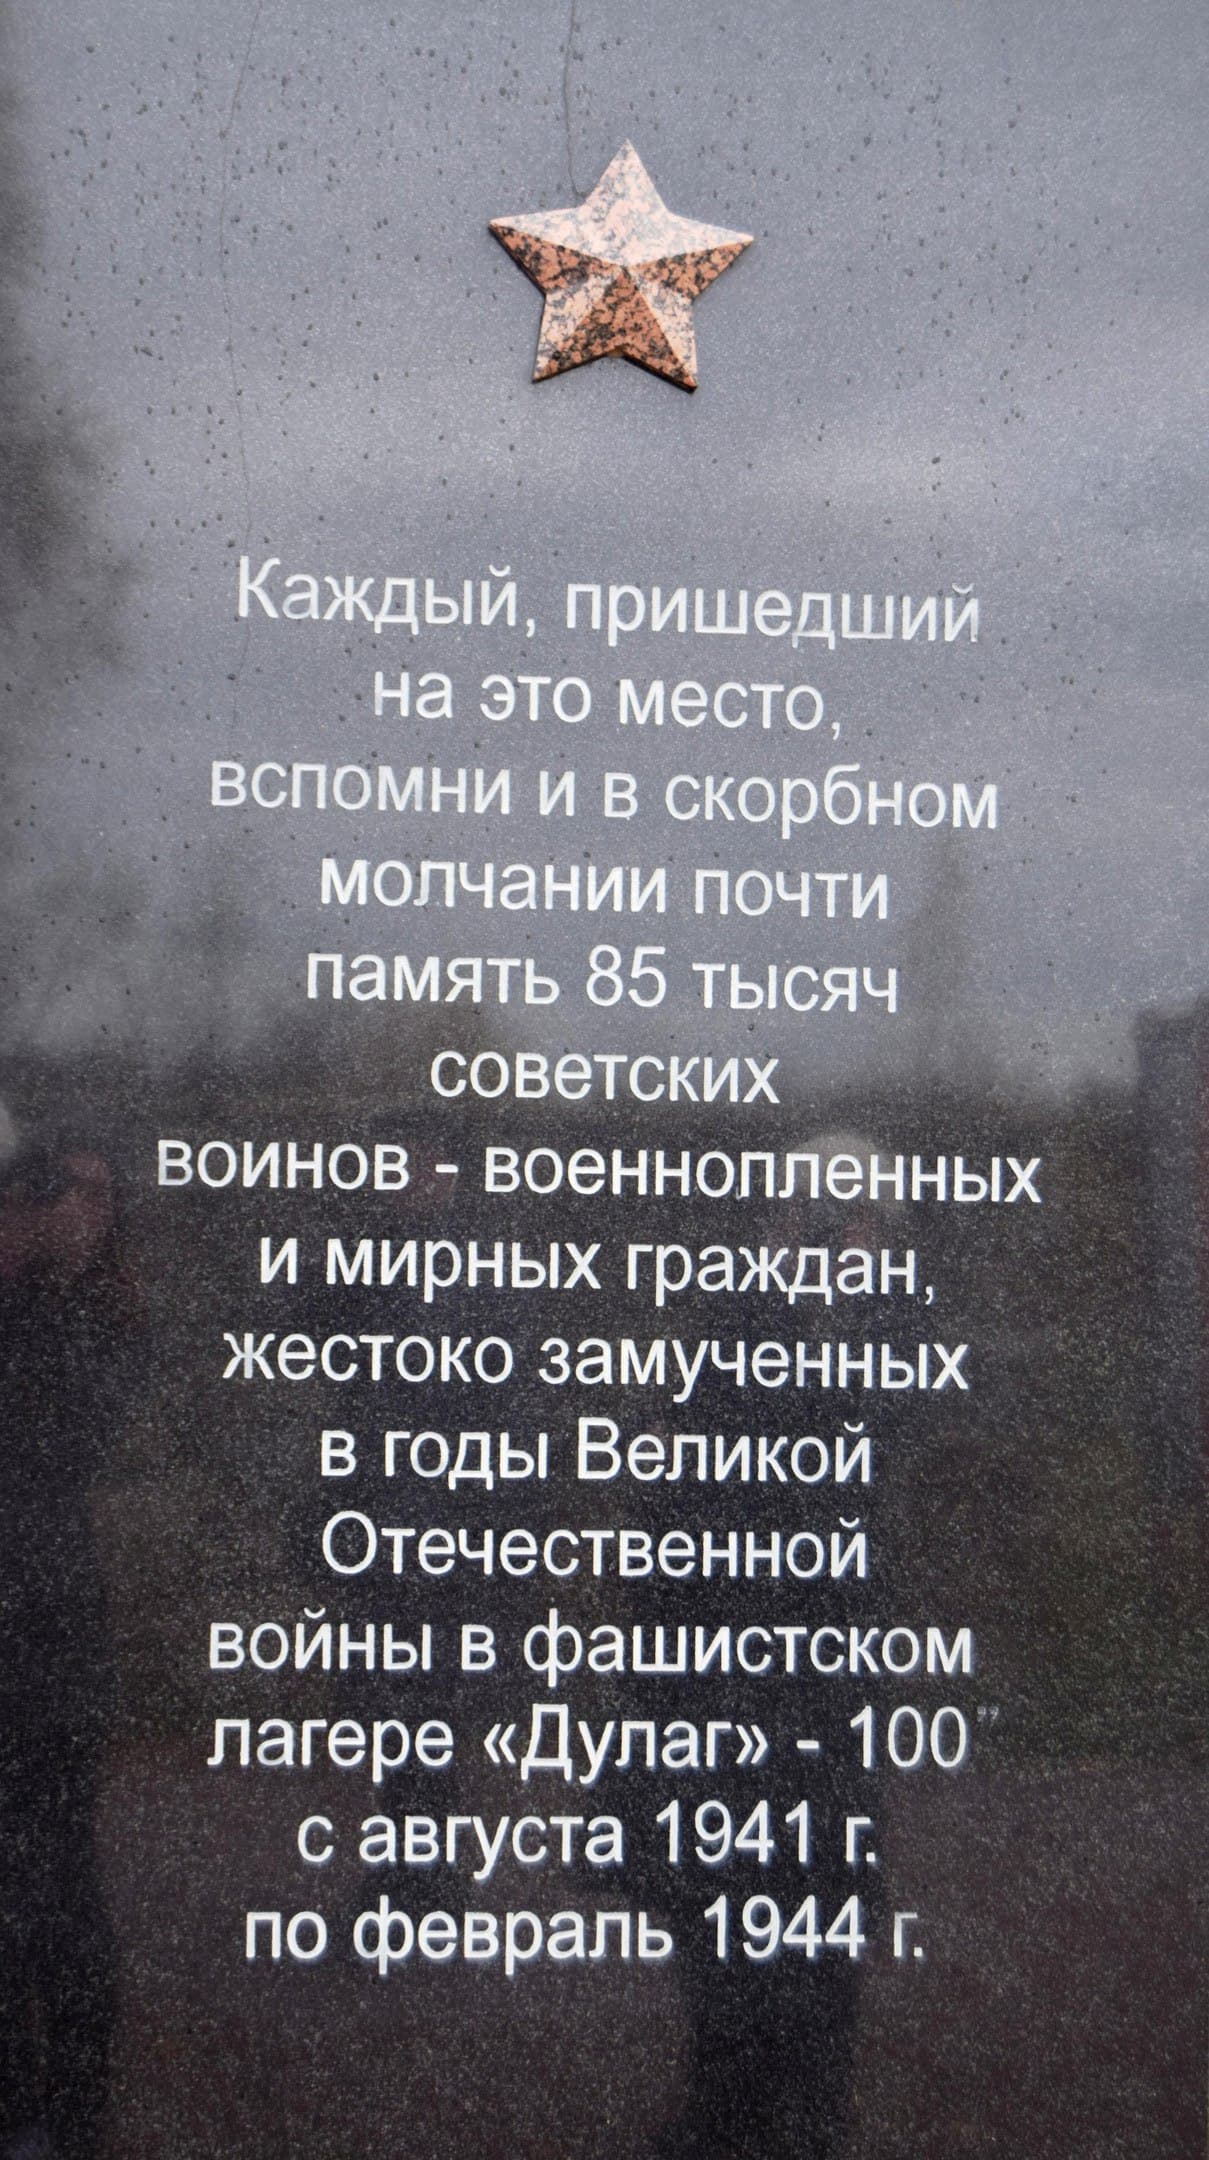 Каждый, пришедший
на это место,
вспомни и в скорбном
молчании почти
память 85 тысяч
советских
воинов - военнопленных
и мирных граждан,
жестоко замученных
в годы Великой
Отечественной
войны в фашистском
лагере «Дулаг» - 100"
с августа 1941 г.
по февраль 1944 г.